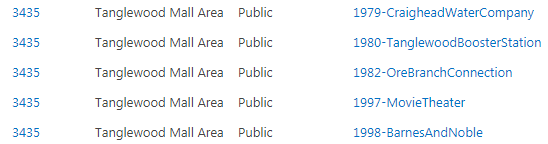 3435 Tanglewood Mall Area Public 1979-CraigheadWaterCompany
3435 Tanglewood Mall Area Public 1980-TanglewoodBoosterStation
3435 Tanglewood Mall Area Public 1982-OreBranchConnection
3435 Tanglewood Mall Area Public 1997-MovieTheater
3435 Tanglewood Mall Area Public 1998-BarnesAndNoble